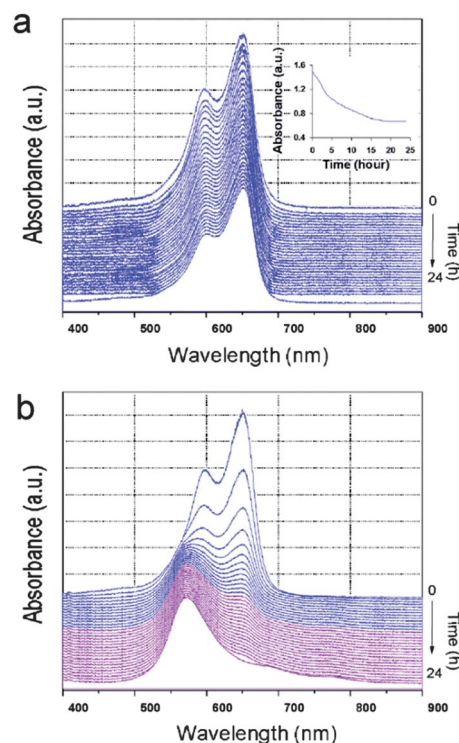 a
Absorbance (a.u.)
Absorbance (a.u.)
1.6
1.2
0.8
0.4
0 5 10 15 20 25
Time (hour)
0
Time (h)
24
400 500 600 700 800 900
Wavelength (nm)
b
Absorbance (a.u.)
0
Time (h)
24
400 500 600 700 800 900
Wavelength (nm)